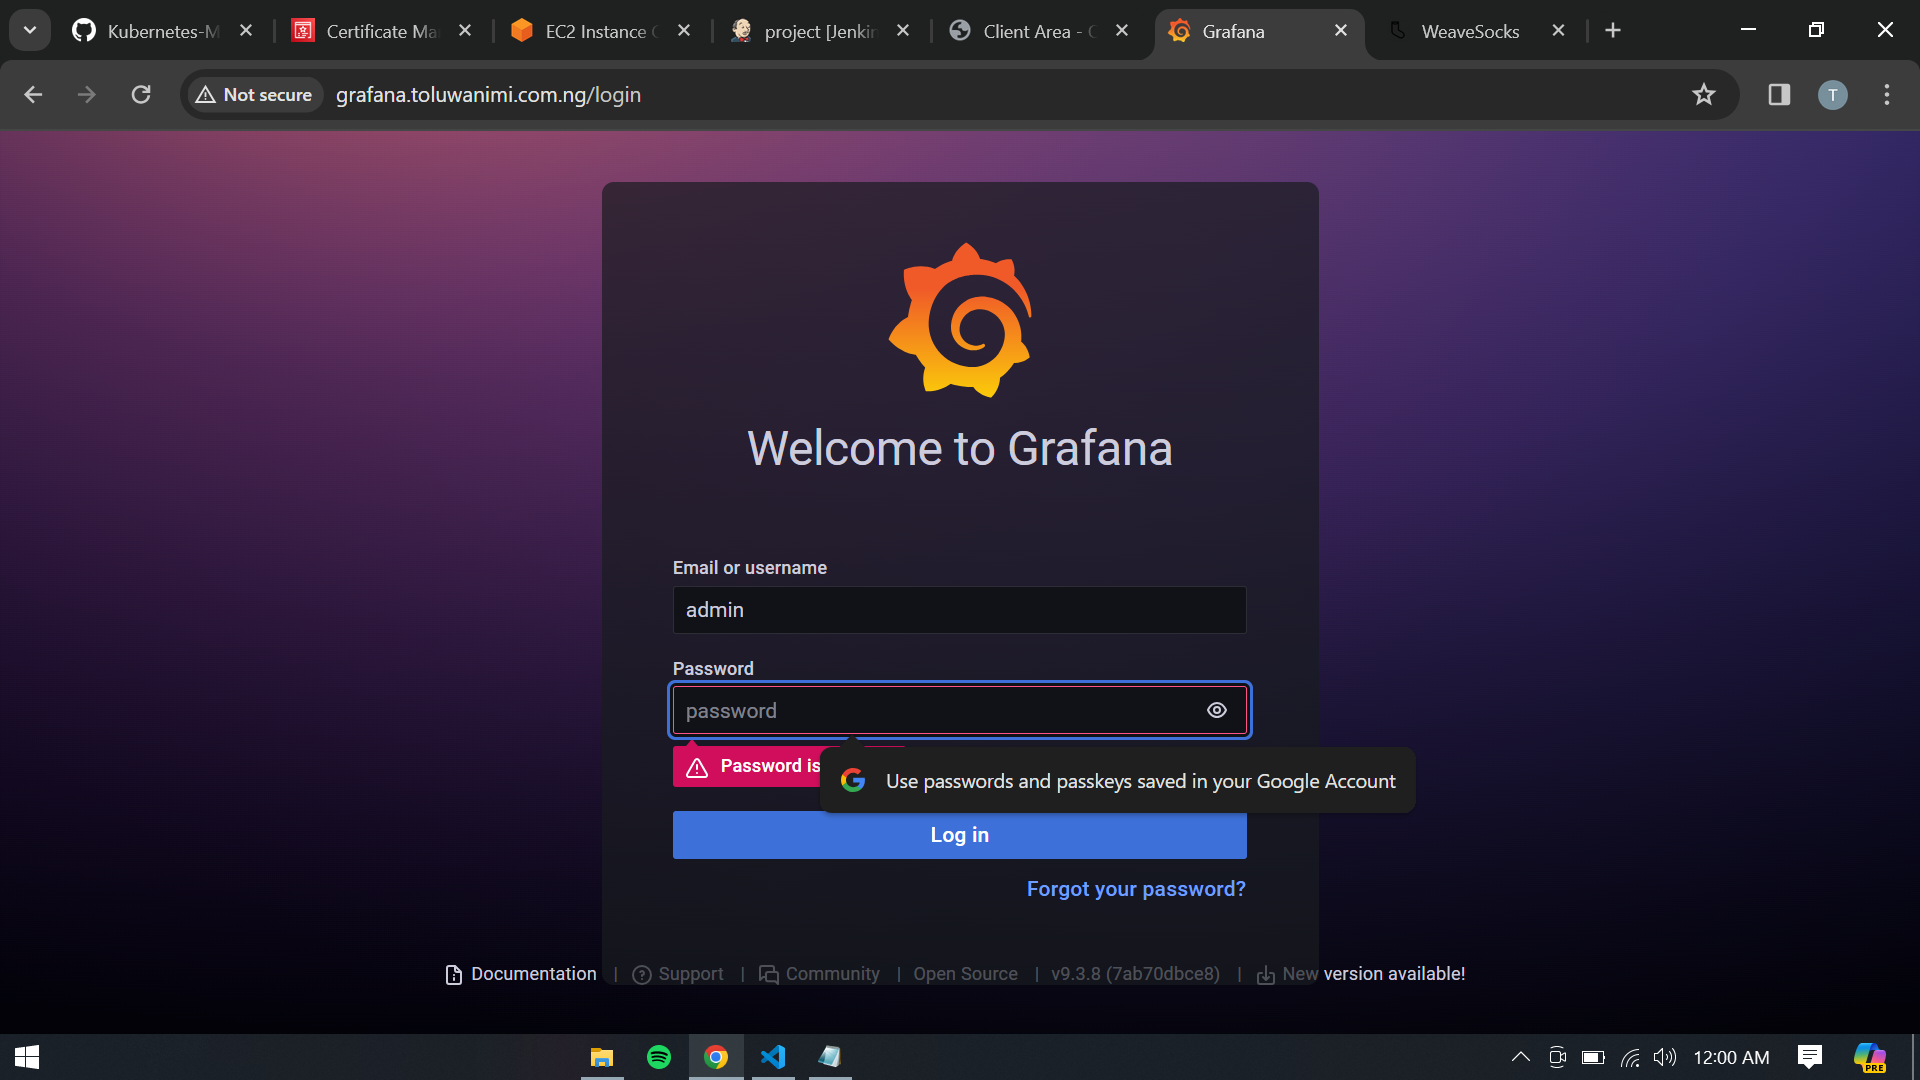 Kubernetes-M
Certificate Ma
EC2 Instance C
project [Jenkin
Client Area - C
Grafana
WeaveSocks
Not secure
grafana.toluwanimi.com.ng/login
T
Welcome to Grafana
Email or username
admin
Password
password
Password is
Use passwords and passkeys saved in your Google Account
Log in
Forgot your password?
Documentation | Support | Community | Open Source | v9.3.8 (7ab70dbce8) | New version available!
12:00 AM
PRE